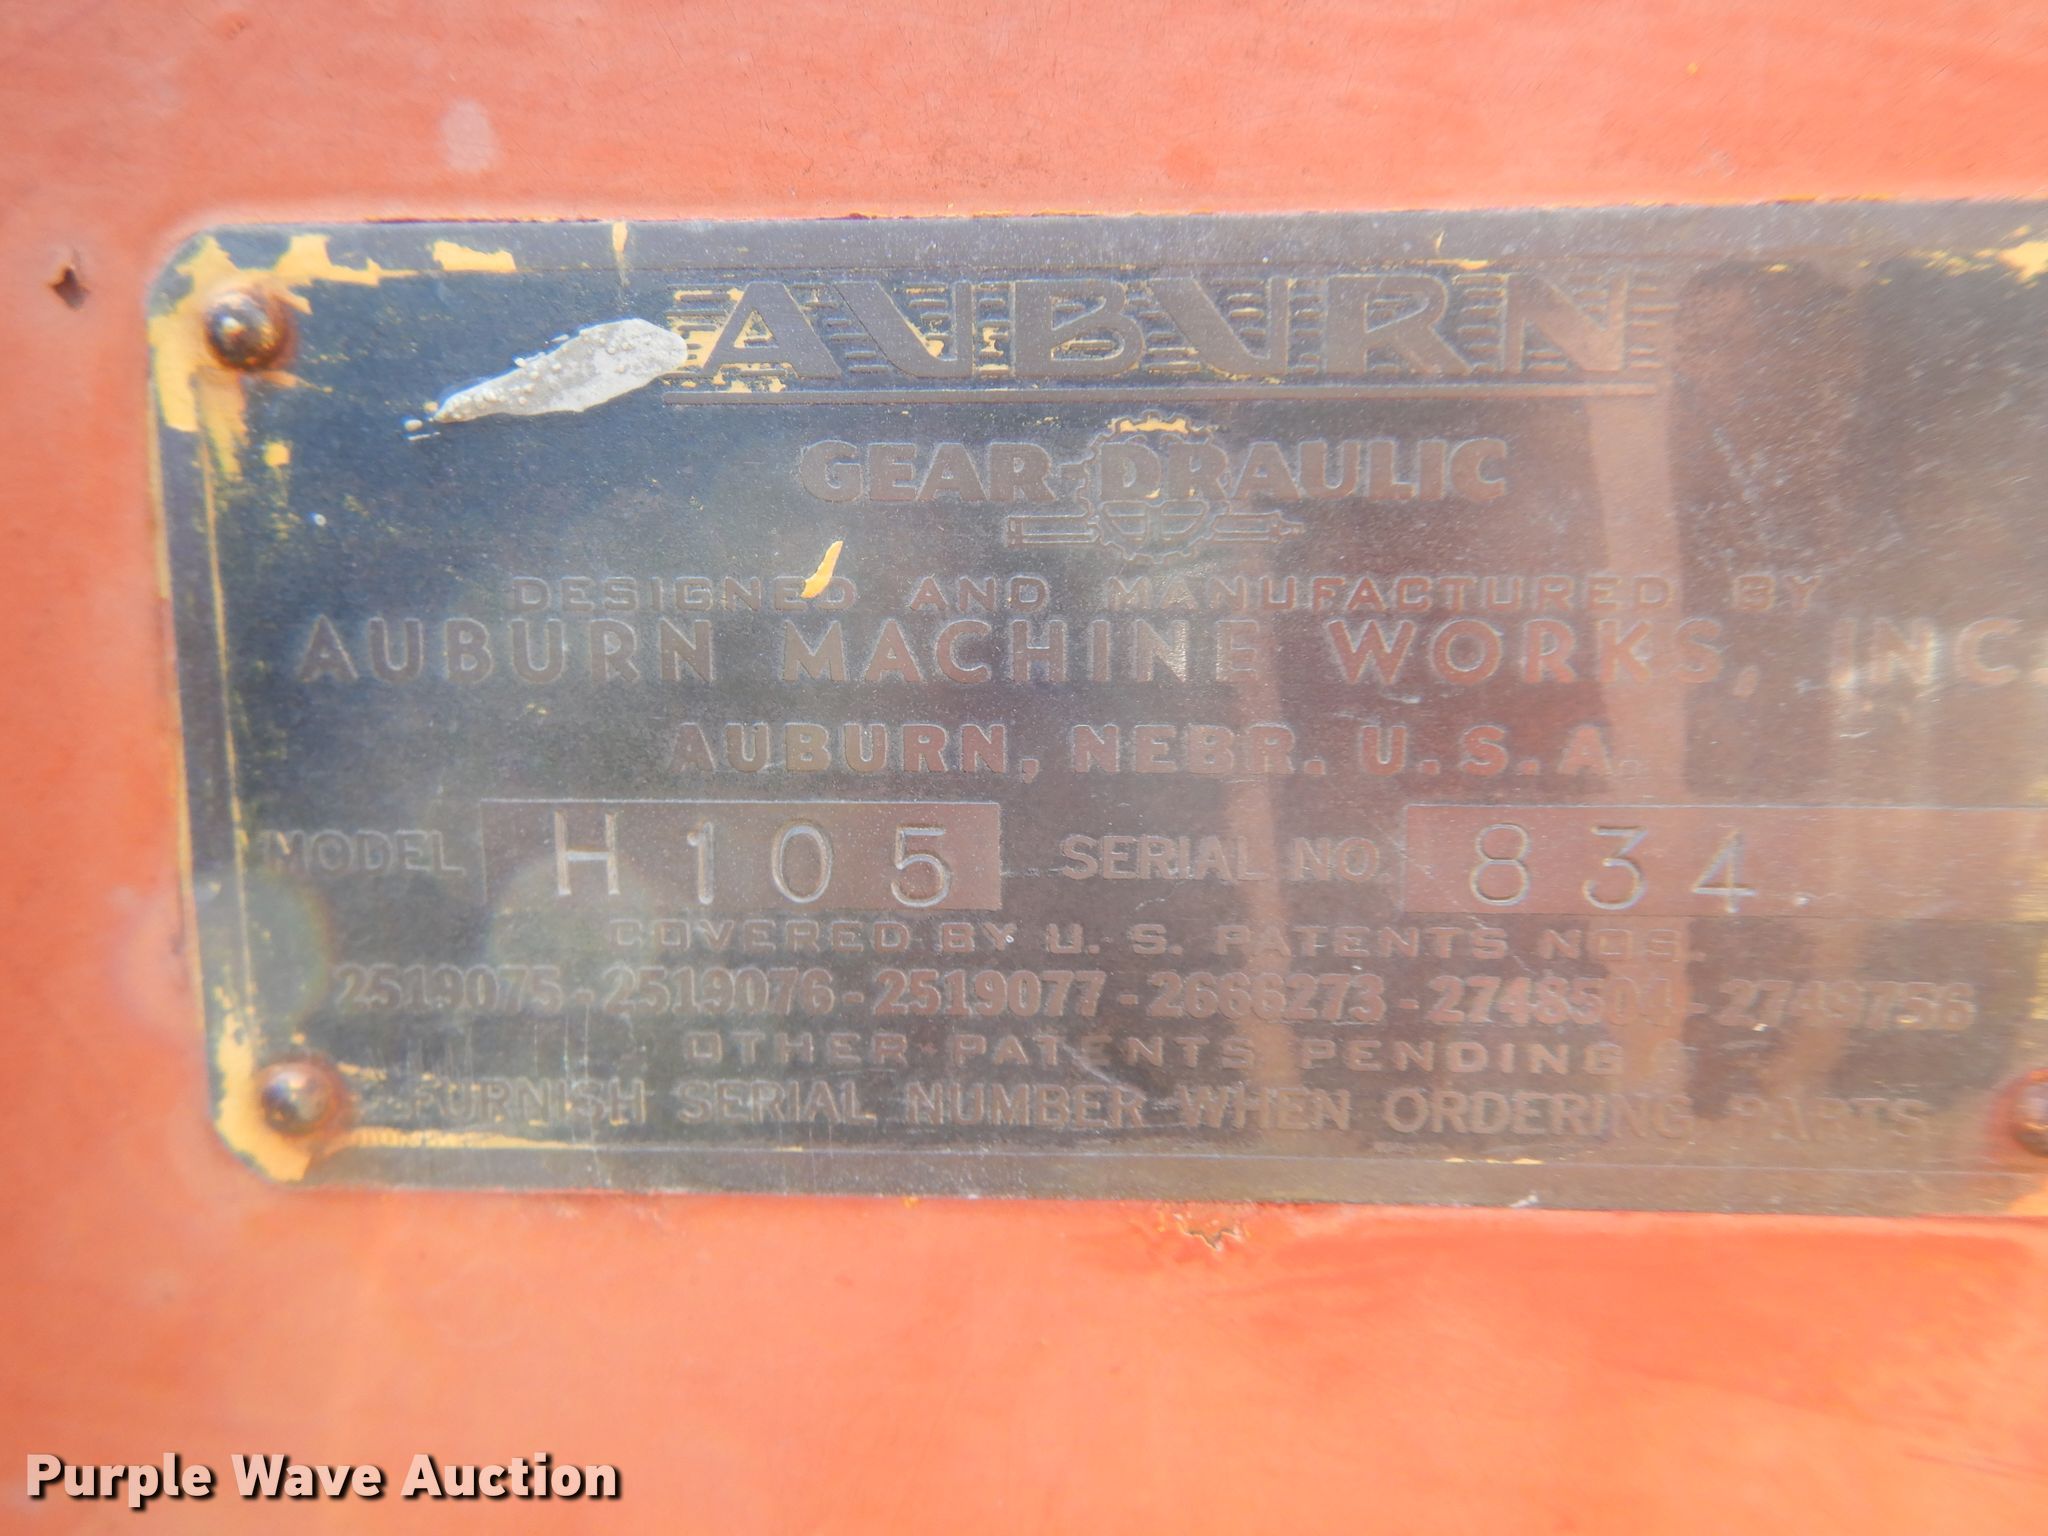 AUBURN
GEAR-DRAULIC
DESIGNED AND MANUFACTURED BY
AUBURN MACHINE WORKS, INC.
AUBURN, NEBR. U.S.A.
MODEL H105 SERIAL NO. 834
COVERED BY U. S. PATENTS NOS.
2519075-2519076-2519077-2666273-2748504-2749756
OTHER PATENTS PENDING
FURNISH SERIAL NUMBER WHEN ORDERING PARTS
Purple Wave Auction